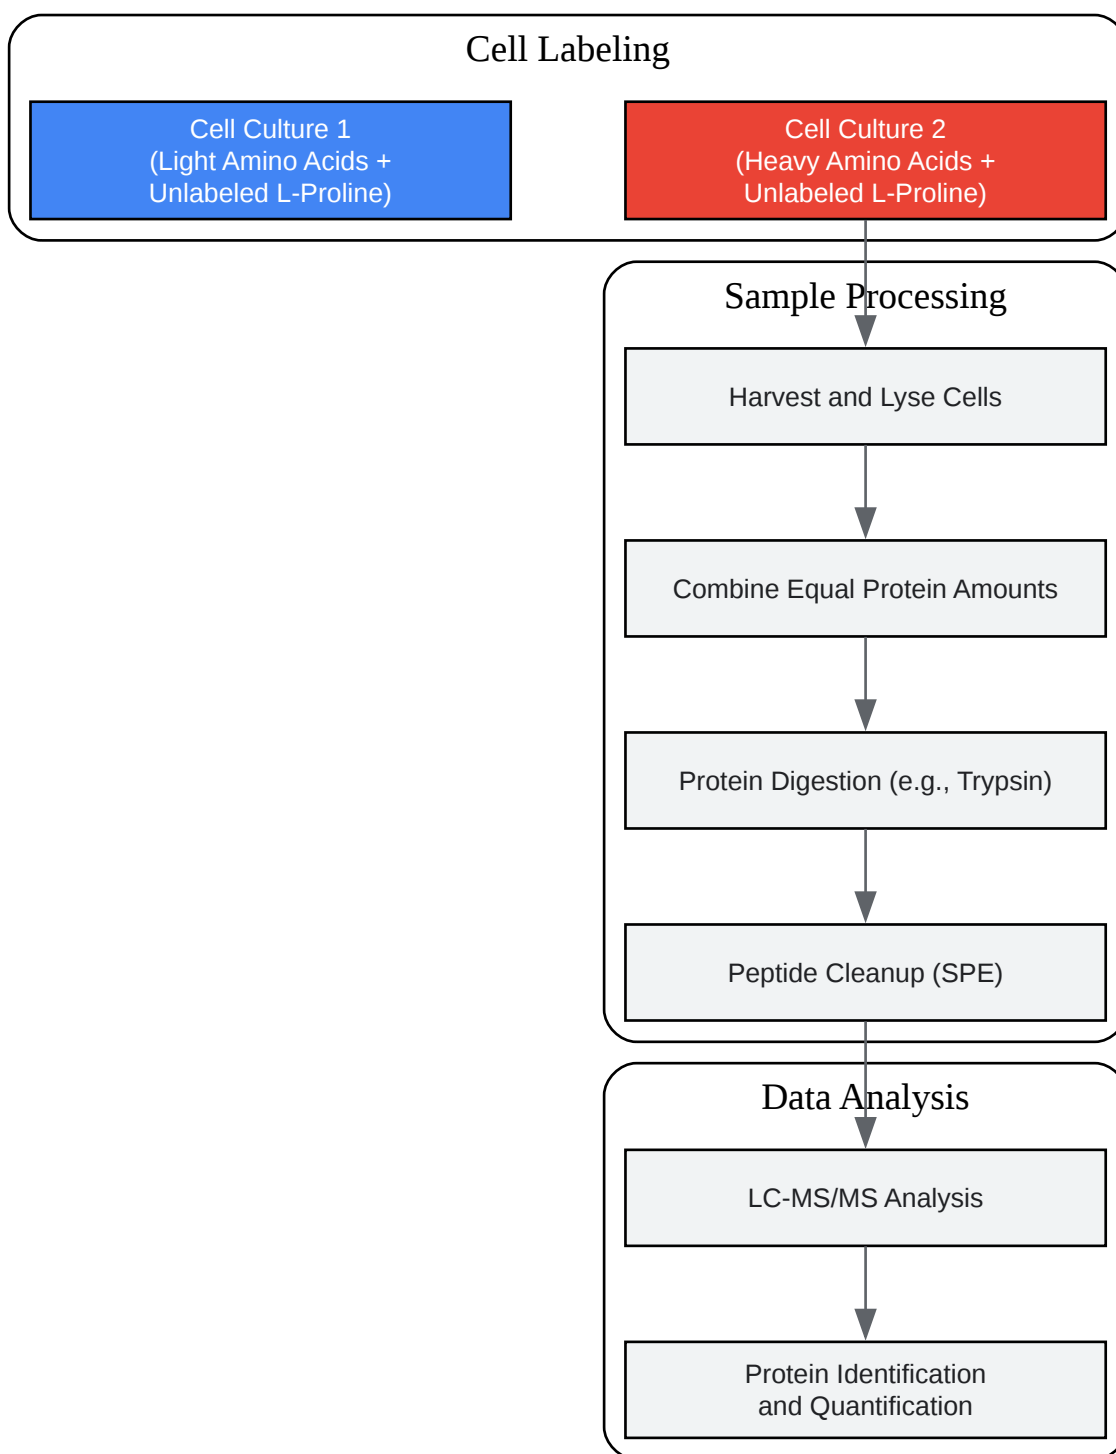 Cell Labeling
Cell Culture 1
(Light Amino Acids +
Unlabeled L-Proline)
Cell Culture 2
(Heavy Amino Acids +
Unlabeled L-Proline)
Sample Processing
Harvest and Lyse Cells
Combine Equal Protein Amounts
Protein Digestion (e.g., Trypsin)
Peptide Cleanup (SPE)
Data Analysis
LC-MS/MS Analysis
Protein Identification
and Quantification